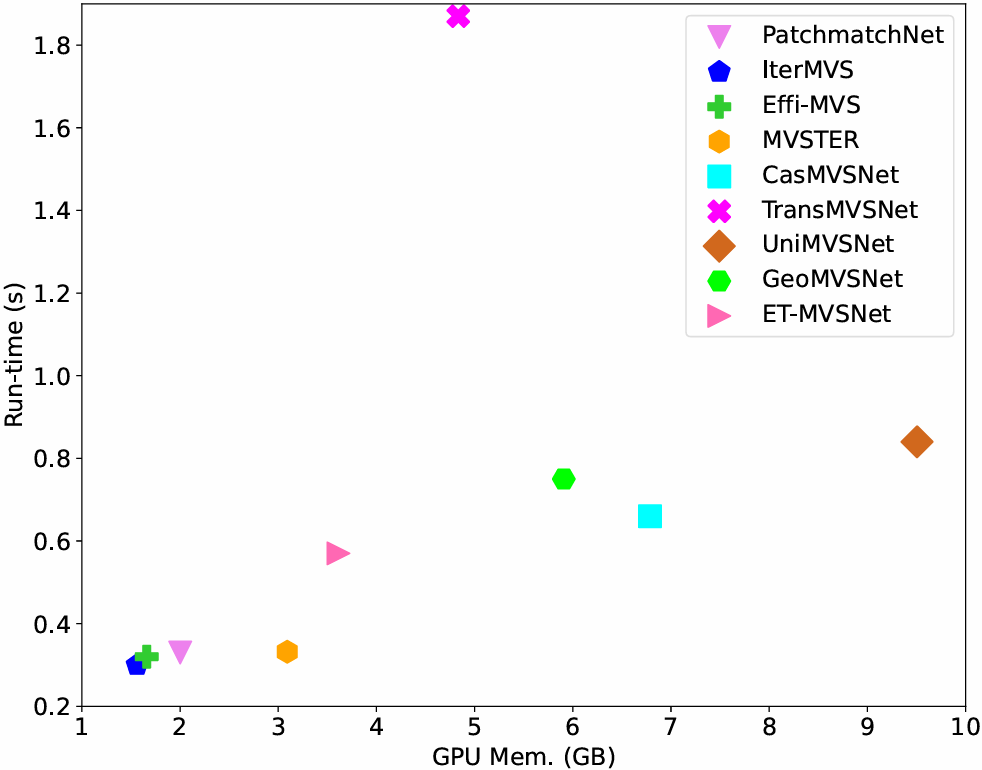 1.8
1.6
1.4
1.2
1.0
0.8
0.6
0.4
0.2
Run-time (s)
1 2 3 4 5 6 7 8 9 10
GPU Mem. (GB)
PatchmatchNet
IterMVS
Effi-MVS
MVSTER
CasMVSNet
TransMVSNet
UniMVSNet
GeoMVSNet
ET-MVSNet